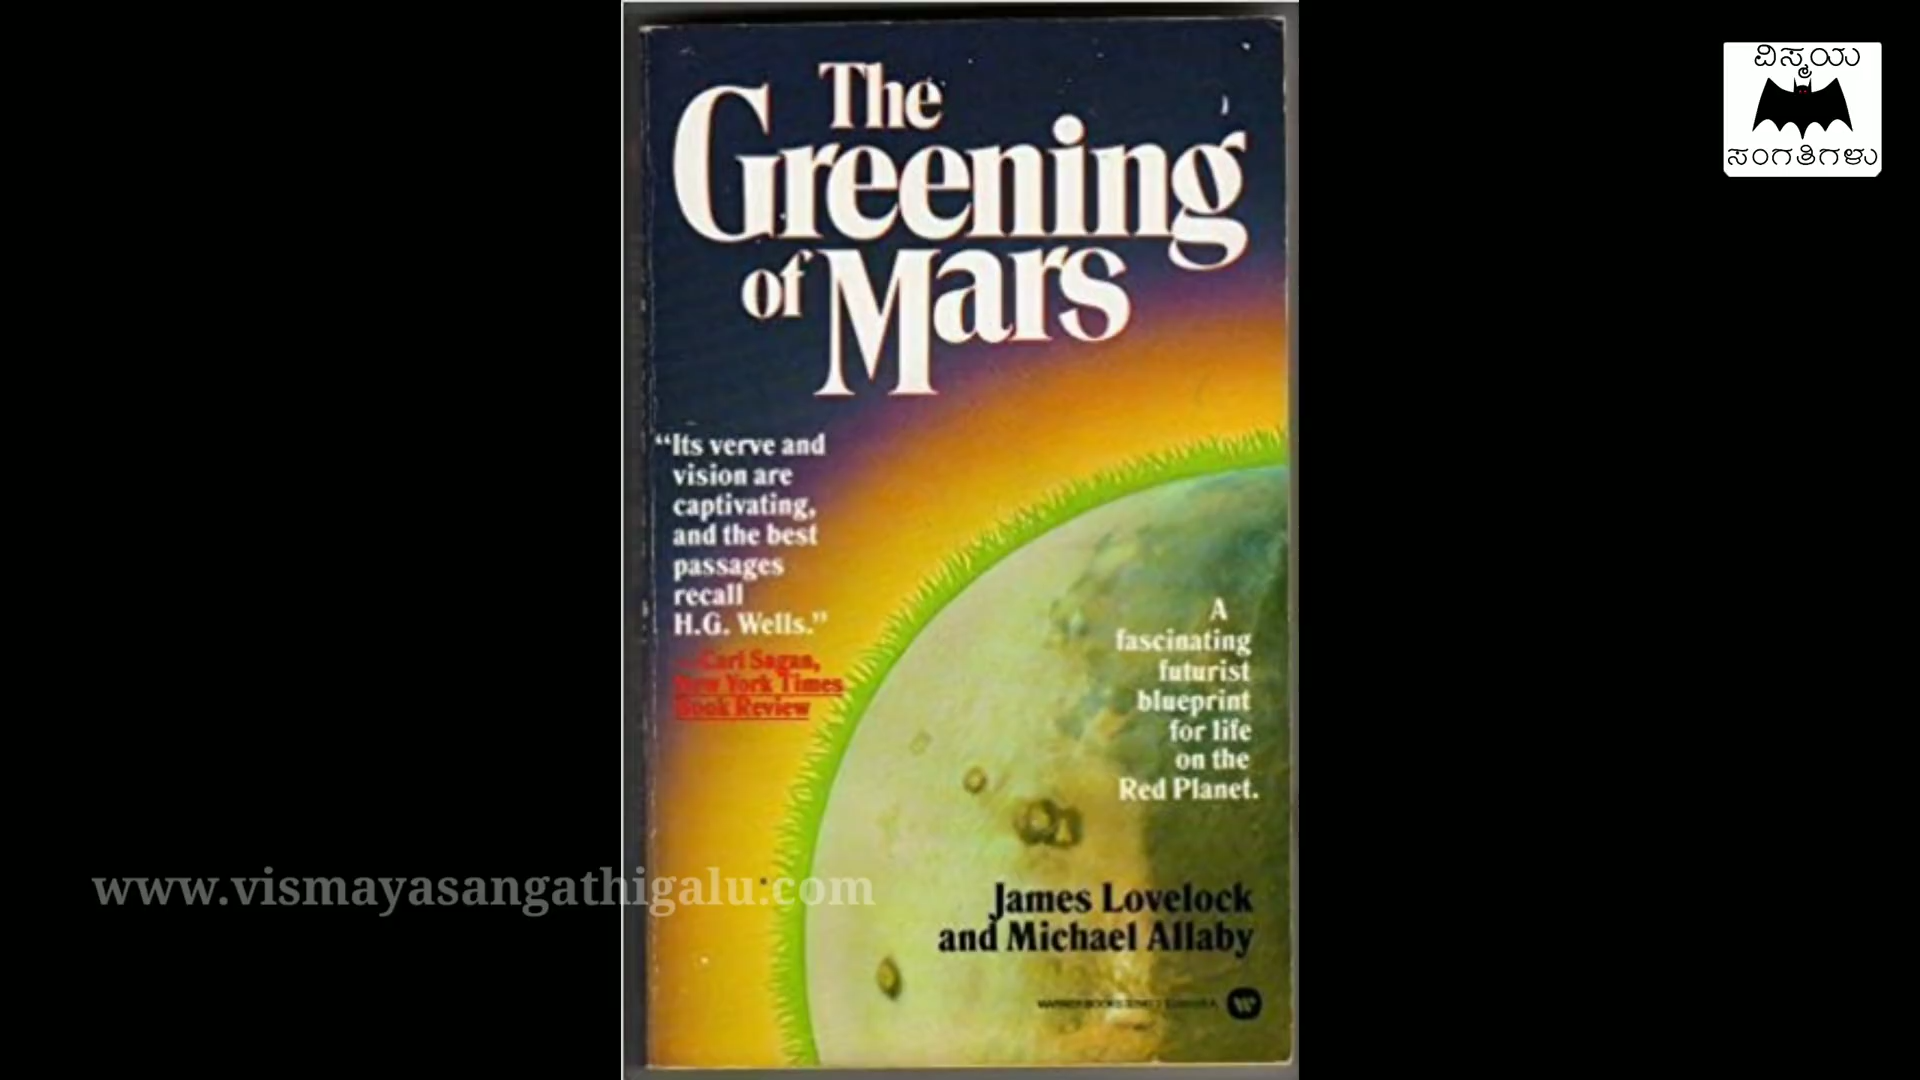 The
Greening
of Mars
“Its verve and
vision are
captivating,
and the best
passages
recall
H.G. Wells.”
—Carl Sagan,
New York Times
Book Review
A
fascinating
futurist
blueprint
for life
on the
Red Planet.
James Lovelock
and Michael Allaby
WARNER BOOKS
ವಿಸ್ಮಯ
ಸಂಗತಿಗಳು
www.vismayasangathigalu.com